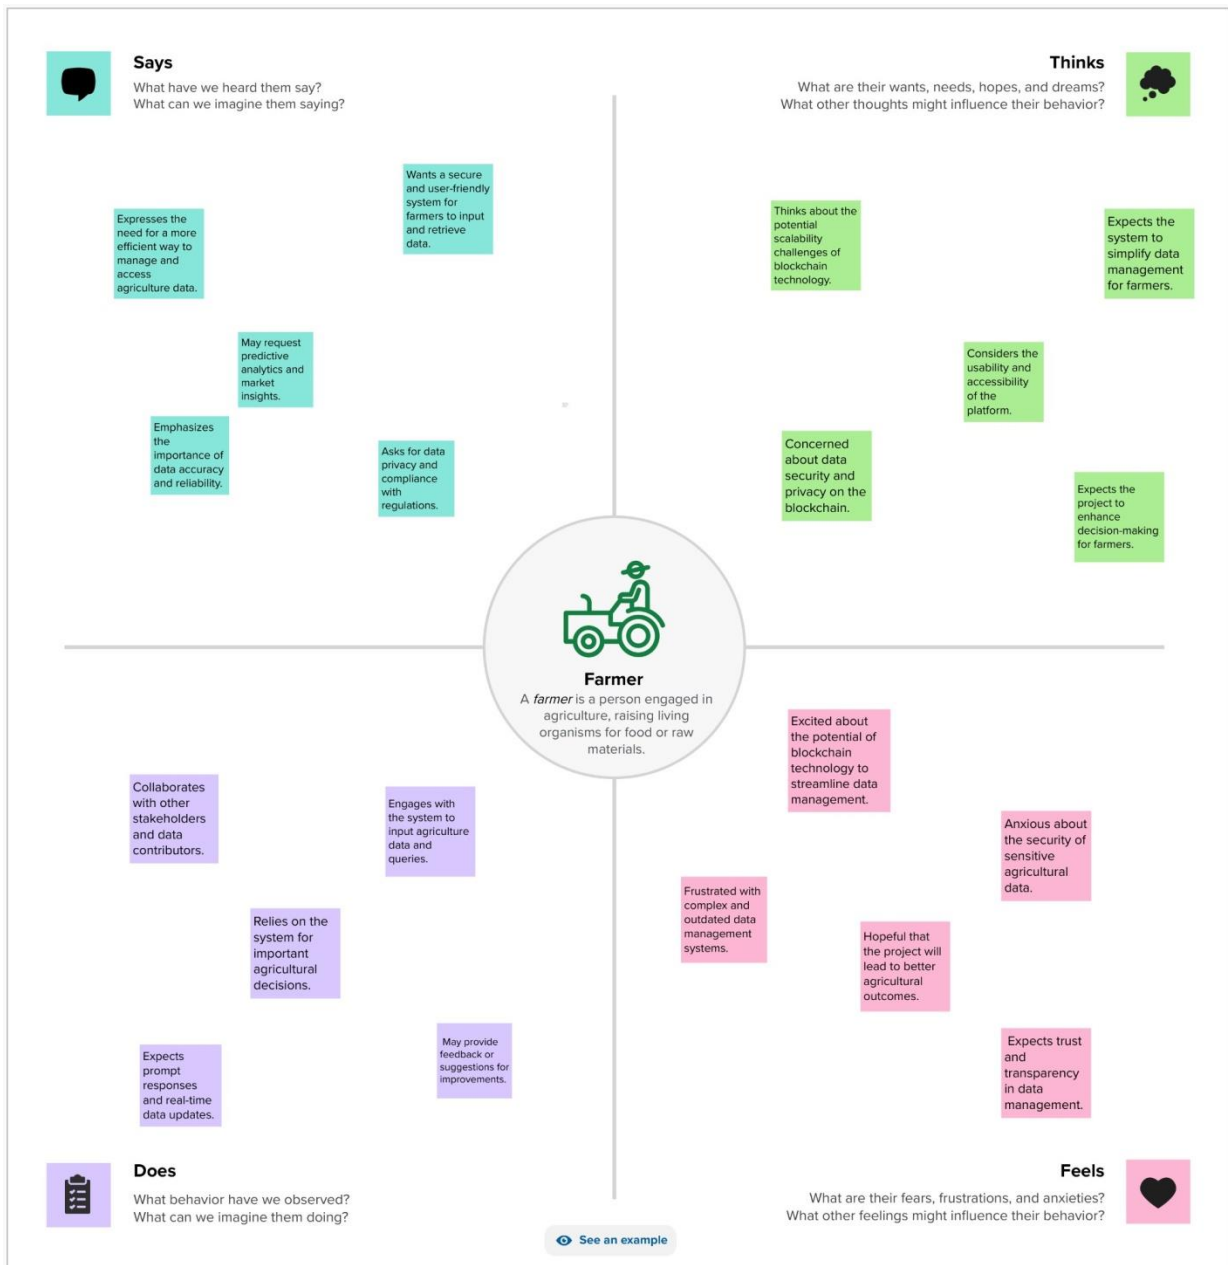 Says
What have we heard them say?
What can we imagine them saying?
Thinks
What are their wants, needs, hopes, and dreams?
What other thoughts might influence their behavior?
Wants a secure
and user-friendly
system for
farmers to input
and retrieve
data.
Expresses the
need for a more
efficient way to
manage and
access
agriculture data.
May request
predictive
analytics and
market
insights.
Emphasizes
the
importance of
data accuracy
and reliability.
Asks for data
privacy and
compliance
with
regulations.
Thinks about the
potential
scalability
challenges of
blockchain
technology.
Expects the
system to
simplify data
management
for farmers.
Considers the
usability and
accessibility
of the
platform.
Concerned
about data
security and
privacy on the
blockchain.
Expects the
project to
enhance
decision-making
for farmers.
Farmer
A farmer is a person engaged in
agriculture, raising living
organisms for food or raw
materials.
Collaborates
with other
stakeholders
and data
contributors.
Engages with
the system to
input agriculture
data and
queries.
Relies on the
system for
important
agricultural
decisions.
Expects
prompt
responses
and real-time
data updates.
May provide
feedback or
suggestions for
improvements.
Excited about
the potential of
blockchain
technology to
streamline data
management.
Anxious about
the security of
sensitive
agricultural
data.
Frustrated with
complex and
outdated data
management
systems.
Hopeful that
the project will
lead to better
agricultural
outcomes.
Expects trust
and
transparency
in data
management.
Does
What behavior have we observed?
What can we imagine them doing?
Feels
What are their fears, frustrations, and anxieties?
What other feelings might influence their behavior?
See an example